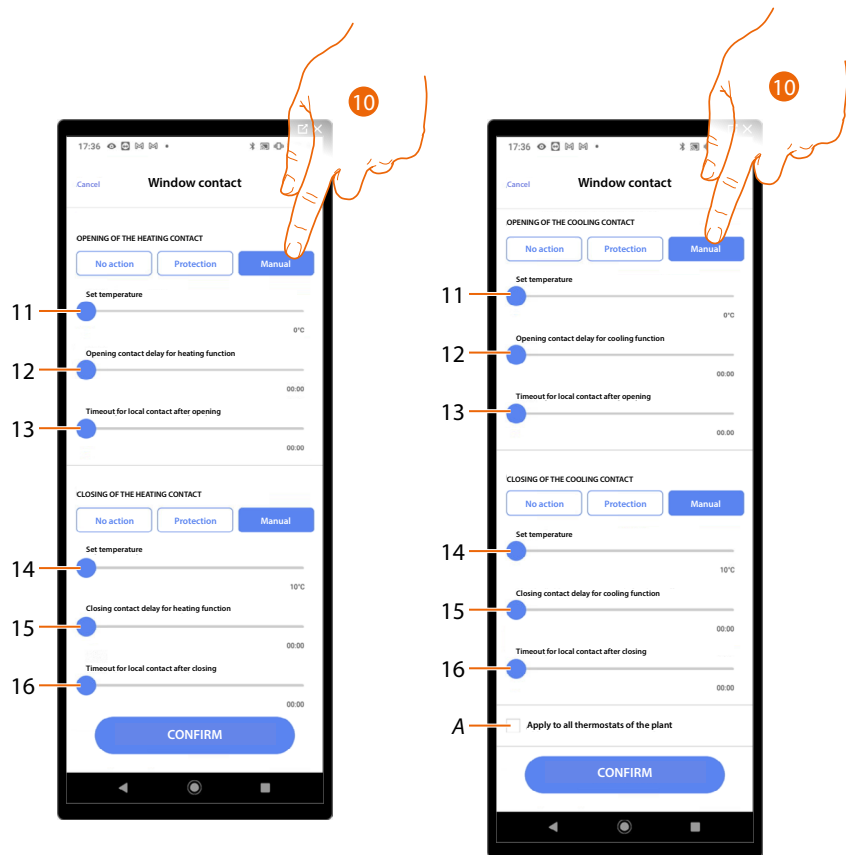 10
17:36
Cancel
Window contact
OPENING OF THE HEATING CONTACT
No action
Protection
Manual
11
Set temperature
0°C
12
Opening contact delay for heating function
00:00
13
Timeout for local contact after opening
00:00
CLOSING OF THE HEATING CONTACT
No action
Protection
Manual
14
Set temperature
10°C
15
Closing contact delay for heating function
00:00
16
Timeout for local contact after closing
00:00
CONFIRM
10
17:36
Cancel
Window contact
OPENING OF THE COOLING CONTACT
No action
Protection
Manual
11
Set temperature
0°C
12
Opening contact delay for cooling function
00:00
13
Timeout for local contact after opening
00:00
CLOSING OF THE COOLING CONTACT
No action
Protection
Manual
14
Set temperature
10°C
15
Closing contact delay for cooling function
00:00
16
Timeout for local contact after closing
00:00
A
Apply to all thermostats of the plant
CONFIRM